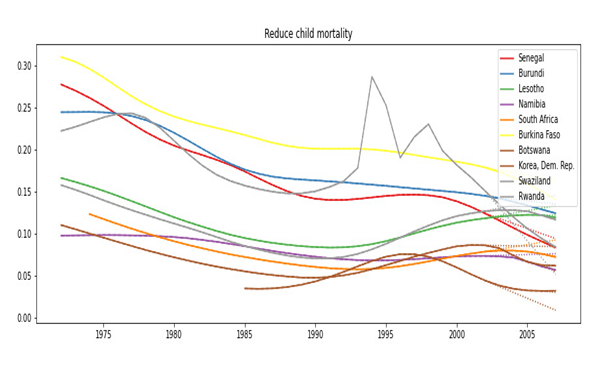 Reduce child mortality
0.30
0.25
0.20
0.15
0.10
0.05
0.00
1975 1980 1985 1990 1995 2000 2005
Senegal
Burundi
Lesotho
Namibia
South Africa
Burkina Faso
Botswana
Korea, Dem. Rep.
Swaziland
Rwanda